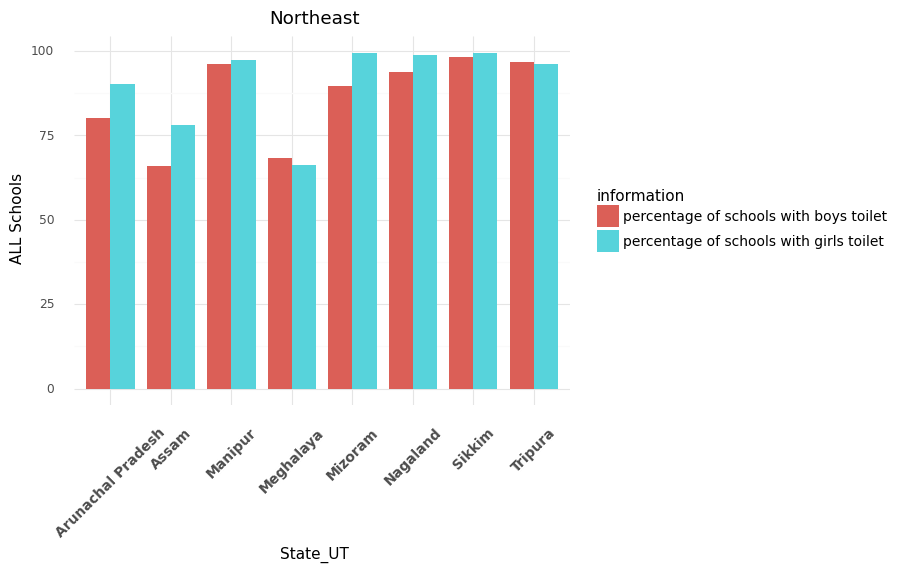 Northeast
100
75
50
25
0
ALL Schools
Arunachal Pradesh
Assam
Manipur
Meghalaya
Mizoram
Nagaland
Sikkim
Tripura
State_UT
information
percentage of schools with boys toilet
percentage of schools with girls toilet